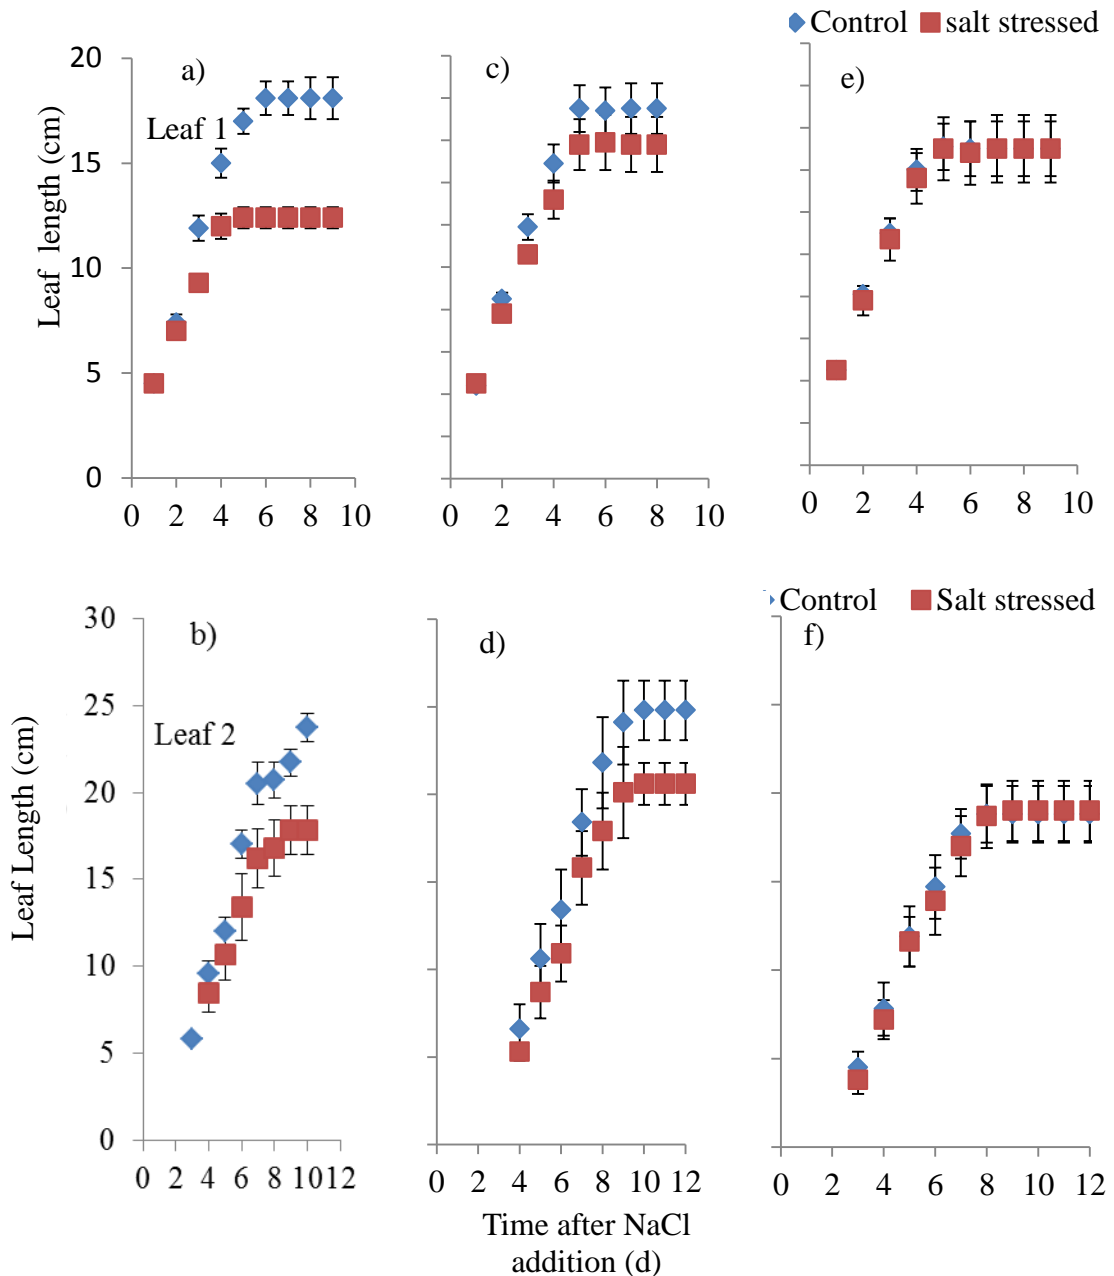 Control salt stressed
a) c) e)
Leaf 1
Leaf length (cm)
20
15
10
5
0
0 2 4 6 8 10
0 2 4 6 8 10
0 2 4 6 8 10
Control Salt stressed
b) d) f)
Leaf 2
Leaf Length (cm)
30
25
20
15
10
5
0
0 2 4 6 8 10 12
0 2 4 6 8 10 12
0 2 4 6 8 10 12
Time after NaCl
addition (d)